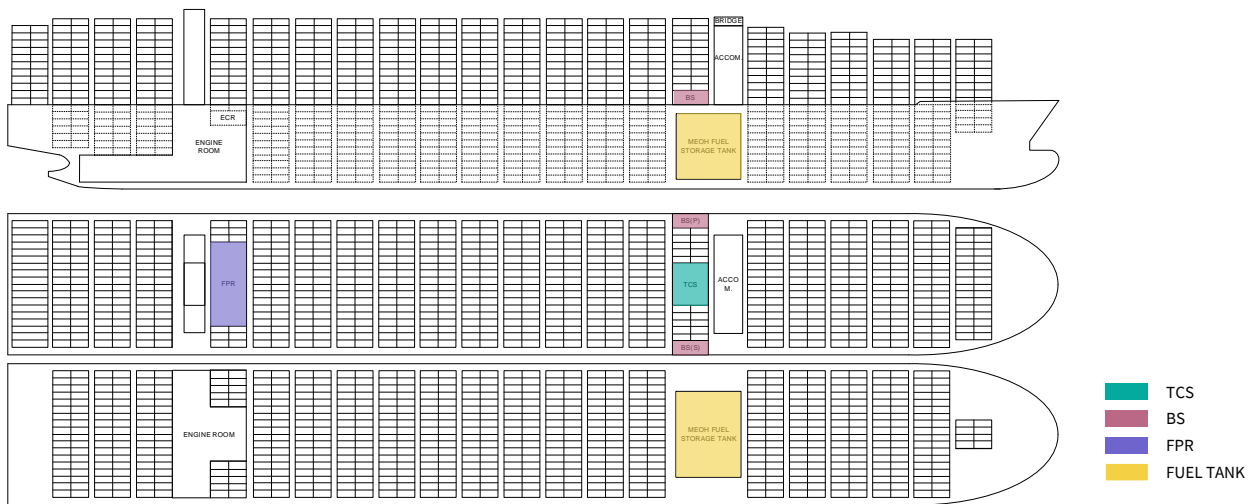 BRIDGE
ACCOM.
BS
ECR
ENGINE
ROOM
MEOH FUEL
STORAGE TANK
BS(P)
FPR
TCS
ACCO
M.
BS(S)
ENGINE ROOM
MEOH FUEL
STORAGE TANK
TCS
BS
FPR
FUEL TANK